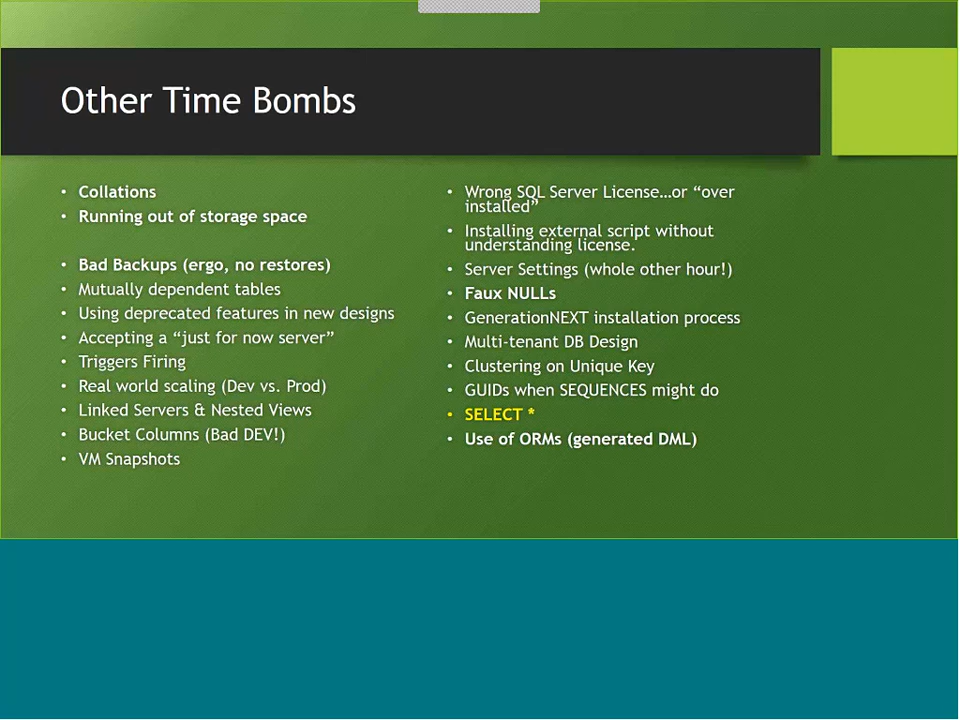 Other Time Bombs
• Collations
• Running out of storage space
• Bad Backups (ergo, no restores)
• Mutually dependent tables
• Using deprecated features in new designs
• Accepting a “just for now server”
• Triggers Firing
• Real world scaling (Dev vs. Prod)
• Linked Servers & Nested Views
• Bucket Columns (Bad DEV!)
• VM Snapshots
• Wrong SQL Server License…or “over
installed”
• Installing external script without
understanding license.
• Server Settings (whole other hour!)
• Faux NULLs
• GenerationNEXT installation process
• Multi-tenant DB Design
• Clustering on Unique Key
• GUIDs when SEQUENCES might do
• SELECT *
• Use of ORMs (generated DML)